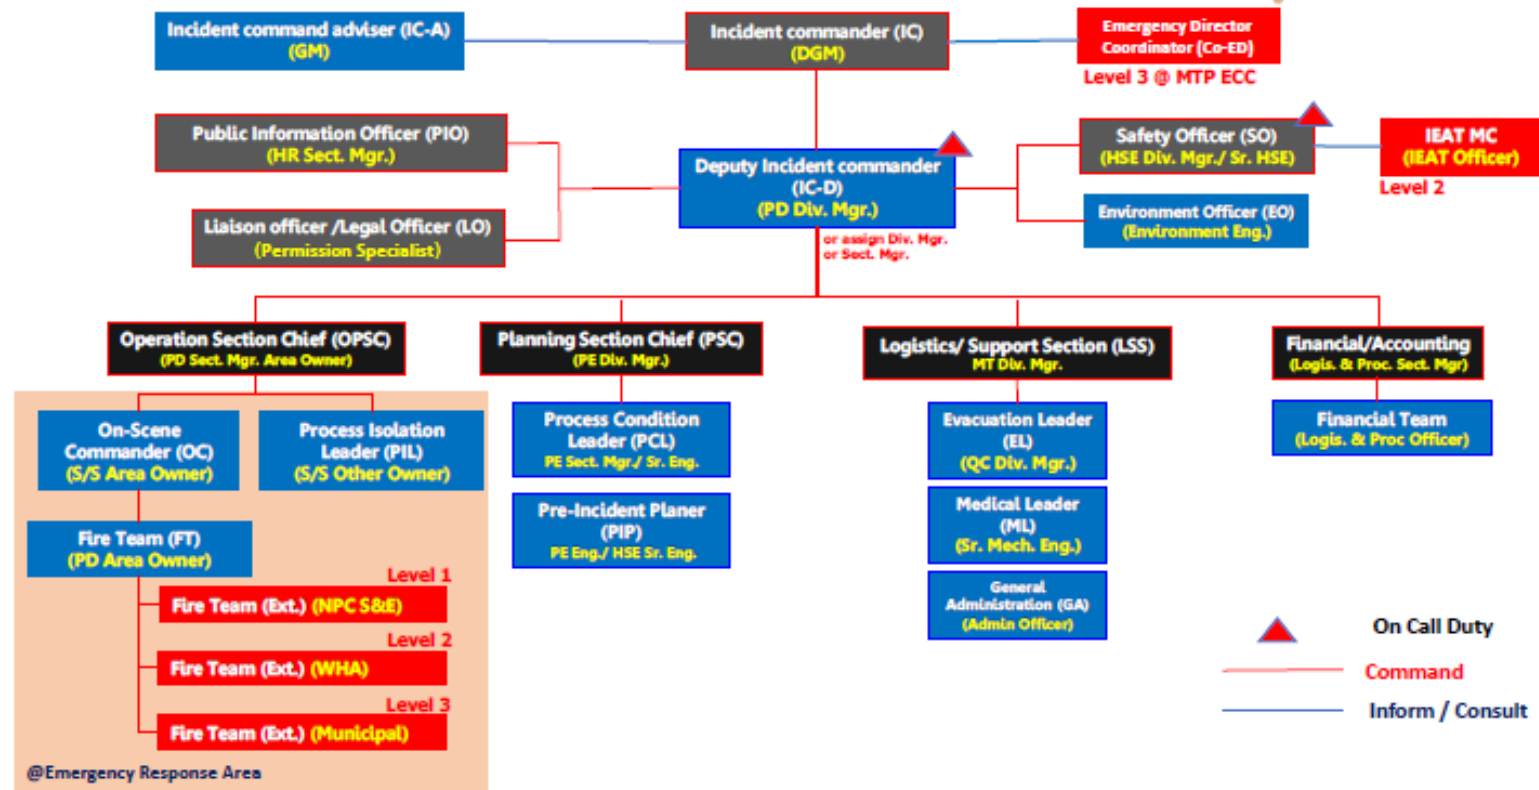 Incident command adviser (IC-A)
(GM)
Incident commander (IC)
(DGM)
Emergency Director
Coordinator (Co-ED)
Level 3 @ MTP ECC
Public Information Officer (PIO)
(HR Sect. Mgr.)
Deputy Incident commander
(IC-D)
(PD Div. Mgr.)
Safety Officer (SO)
(HSE Div. Mgr./ Sr. HSE)
IEAT MC
(IEAT Officer)
Level 2
Liaison officer /Legal Officer (LO)
(Permission Specialist)
Environment Officer (EO)
(Environment Eng.)
or assign Div. Mgr.
or Sect. Mgr.
Operation Section Chief (OPSC)
(PD Sect. Mgr. Area Owner)
Planning Section Chief (PSC)
(PE Div. Mgr.)
Logistics/ Support Section (LSS)
MT Div. Mgr.
Financial/Accounting
(Logis. & Proc. Sect. Mgr)
On-Scene
Commander (OC)
(S/S Area Owner)
Process Isolation
Leader (PIL)
(S/S Other Owner)
Process Condition
Leader (PCL)
PE Sect. Mgr./ Sr. Eng.
Evacuation Leader
(EL)
(QC Div. Mgr.)
Financial Team
(Logis. & Proc Officer)
Fire Team (FT)
(PD Area Owner)
Pre-Incident Planer
(PIP)
PE Eng./ HSE Sr. Eng.
Medical Leader
(ML)
(Sr. Mech. Eng.)
Level 1
Fire Team (Ext.) (NPC S&E)
General
Administration (GA)
(Admin Officer)
Level 2
Fire Team (Ext.) (WHA)
Level 3
Fire Team (Ext.) (Municipal)
@Emergency Response Area
On Call Duty
Command
Inform / Consult